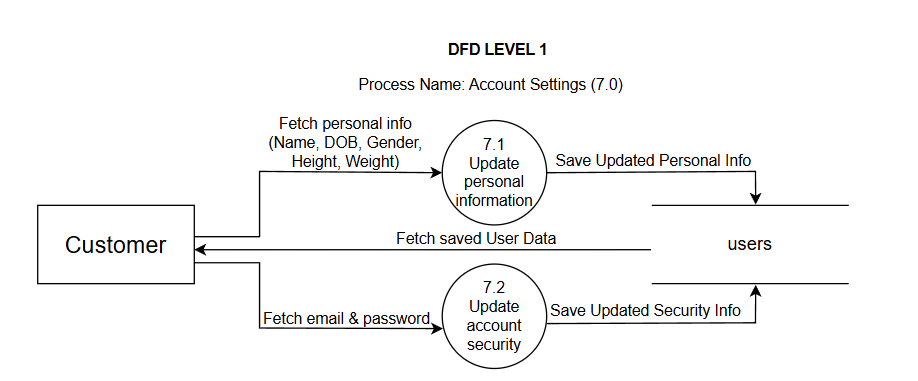 DFD LEVEL 1
Process Name: Account Settings (7.0)
Fetch personal info
(Name, DOB, Gender,
Height, Weight)
7.1
Update
personal
information
Save Updated Personal Info
Customer
Fetch saved User Data
users
Fetch email & password
7.2
Update
account
security
Save Updated Security Info